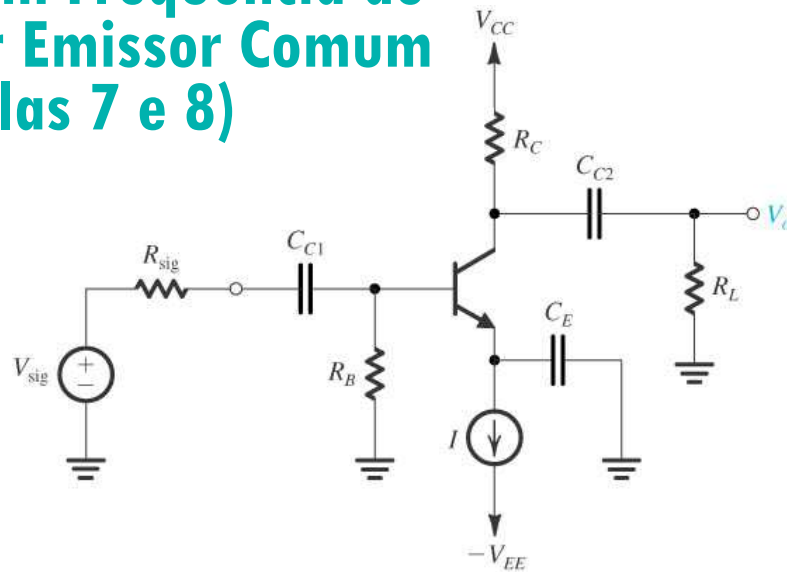 Emissor Comum
las 7 e 8)
V_CC
R_C
C_C2
R_sig
C_C1
R_L
C_E
V_sig
+
−
R_B
I
−V_EE